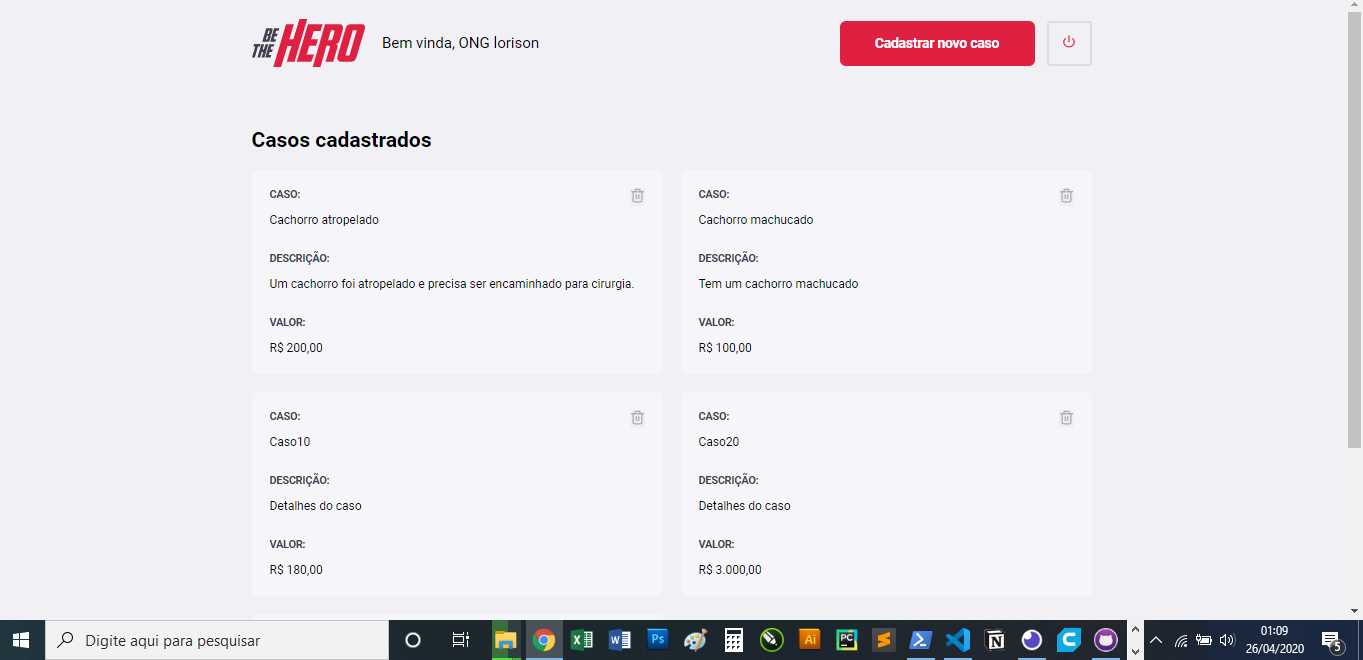 BE THE HERO
Bem vinda, ONG lorison
Cadastrar novo caso
Casos cadastrados
CASO:
Cachorro atropelado
DESCRIÇÃO:
Um cachorro foi atropelado e precisa ser encaminhado para cirurgia.
VALOR:
R$ 200,00
CASO:
Cachorro machucado
DESCRIÇÃO:
Tem um cachorro machucado
VALOR:
R$ 100,00
CASO:
Caso10
DESCRIÇÃO:
Detalhes do caso
VALOR:
R$ 180,00
CASO:
Caso20
DESCRIÇÃO:
Detalhes do caso
VALOR:
R$ 3.000,00
Digite aqui para pesquisar
Ps
Ai
PC
01:09
26/04/2020
5